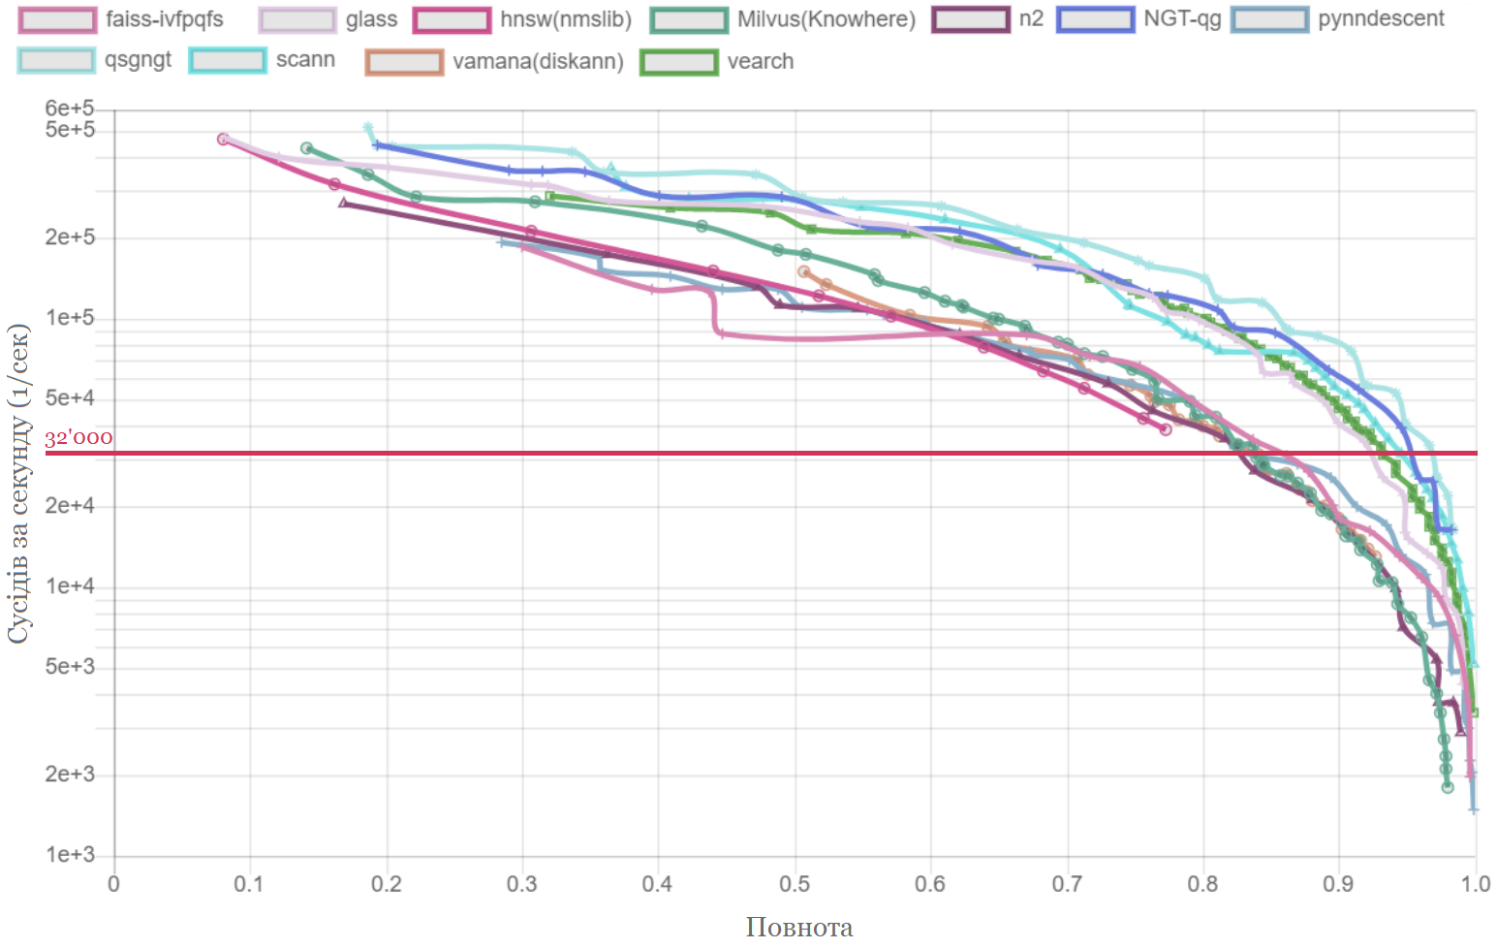 faiss-ivfpqfs glass hnsw(nmslib) Milvus(Knowhere) n2 NGT-qg pynndescent
qsgngt scann vamana(diskann) vearch
6e+5
5e+5
2e+5
1e+5
5e+4
32'000
2e+4
1e+4
5e+3
2e+3
1e+3
Сусідів за секунду (1/сек)
0 0.1 0.2 0.3 0.4 0.5 0.6 0.7 0.8 0.9 1.0
Повнота